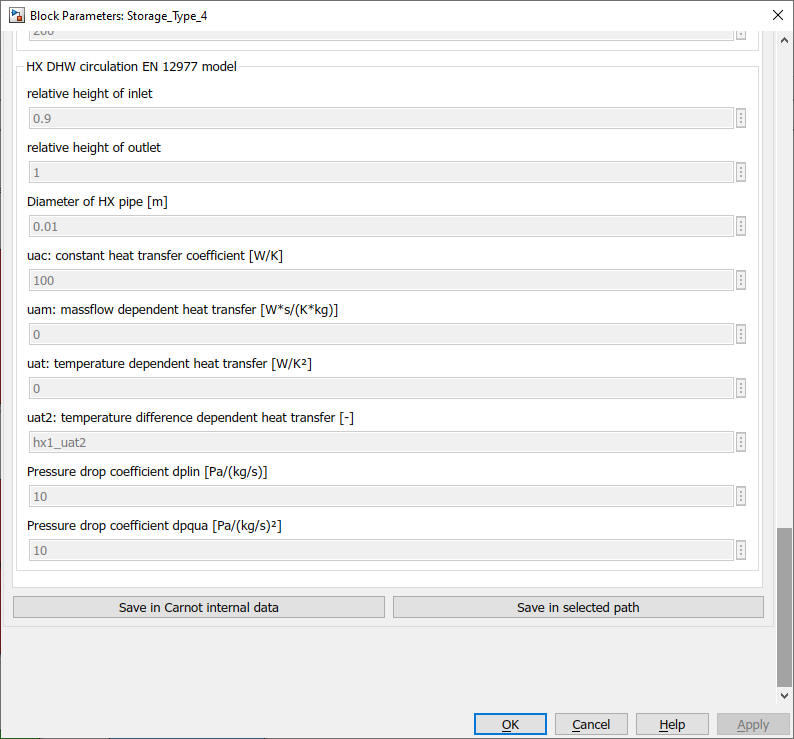 Block Parameters: Storage_Type_4
200
HX DHW circulation EN 12977 model
relative height of inlet
0.9
relative height of outlet
1
Diameter of HX pipe [m]
0.01
uac: constant heat transfer coefficient [W/K]
100
uam: massflow dependent heat transfer [W*s/(K*kg)]
0
uat: temperature dependent heat transfer [W/K²]
0
uat2: temperature difference dependent heat transfer [-]
hx1_uat2
Pressure drop coefficient dplin [Pa/(kg/s)]
10
Pressure drop coefficient dpqua [Pa/(kg/s)²]
10
Save in Carnot internal data Save in selected path
OK Cancel Help Apply